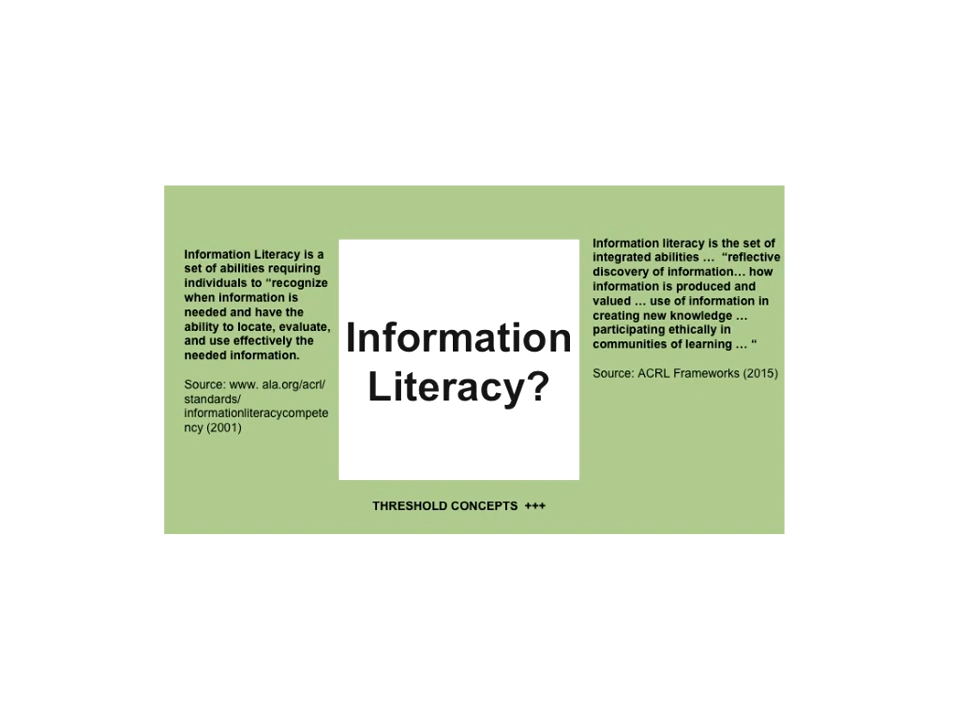 Information Literacy is a
set of abilities requiring
individuals to “recognize
when information is
needed and have the
ability to locate, evaluate,
and use effectively the
needed information.
Source: www. ala.org/acrl/
standards/
informationliteracycompete
ncy (2001)
Information
Literacy?
THRESHOLD CONCEPTS +++
Information literacy is the set of
integrated abilities … “reflective
discovery of information… how
information is produced and
valued … use of information in
creating new knowledge …
participating ethically in
communities of learning … “
Source: ACRL Frameworks (2015)